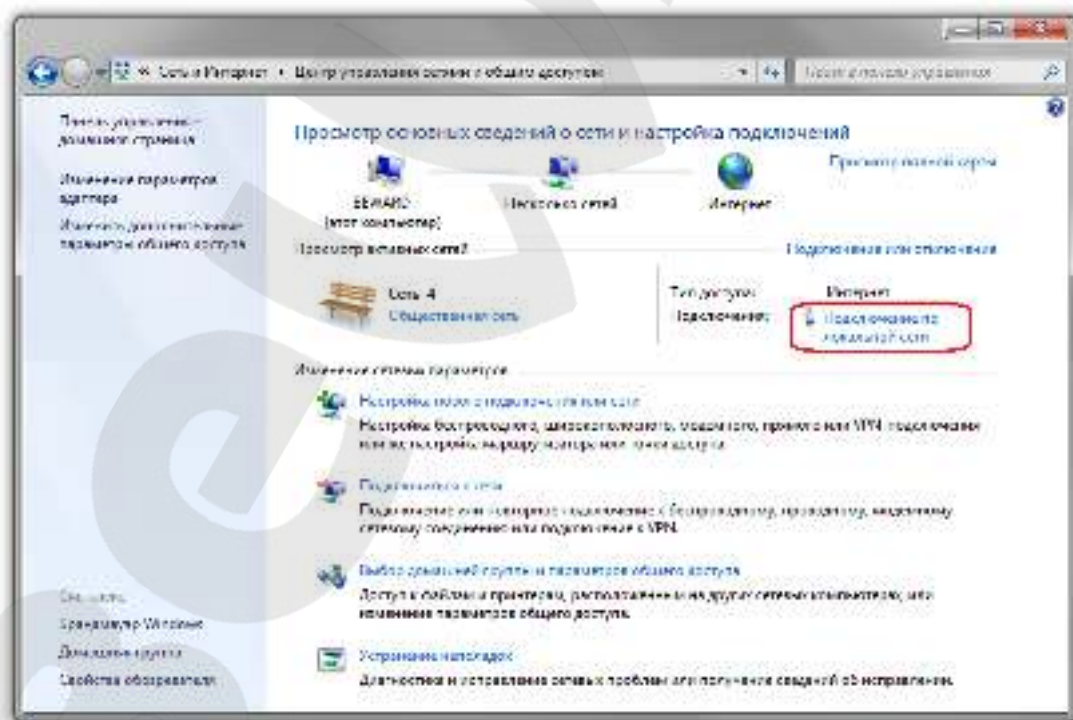 Сеть и Интернет
Центр управления сетями и общим доступом
Поиск в панели управления
Панель управления -
домашняя страница
Изменение параметров
адаптера
Изменить дополнительные
параметры общего доступа
Просмотр основных сведений о сети и настройка подключений
Просмотр полной карты
BEWARD
(этот компьютер)
Несколько сетей
Интернет
Просмотр активных сетей
Подключение или отключение
Сеть 4
Общественная сеть
Тип доступа:
Интернет
Подключения:
Подключение по
локальной сети
Изменение сетевых параметров
Настройка нового подключения или сети
Настройка беспроводного, широкополосного, модемного, прямого или VPN-подключения
или же настройка маршрутизатора или точки доступа.
Подключиться к сети
Подключение или повторное подключение к беспроводному, проводному, модемному
сетевому соединению или подключение к VPN.
Выбор домашней группы и параметров общего доступа
Доступ к файлам и принтерам, расположенным на других сетевых компьютерах, или
изменение параметров общего доступа.
Устранение неполадок
Диагностика и исправление сетевых проблем или получение сведений об исправлении.
См. также
Брандмауэр Windows
Домашняя группа
Свойства обозревателя